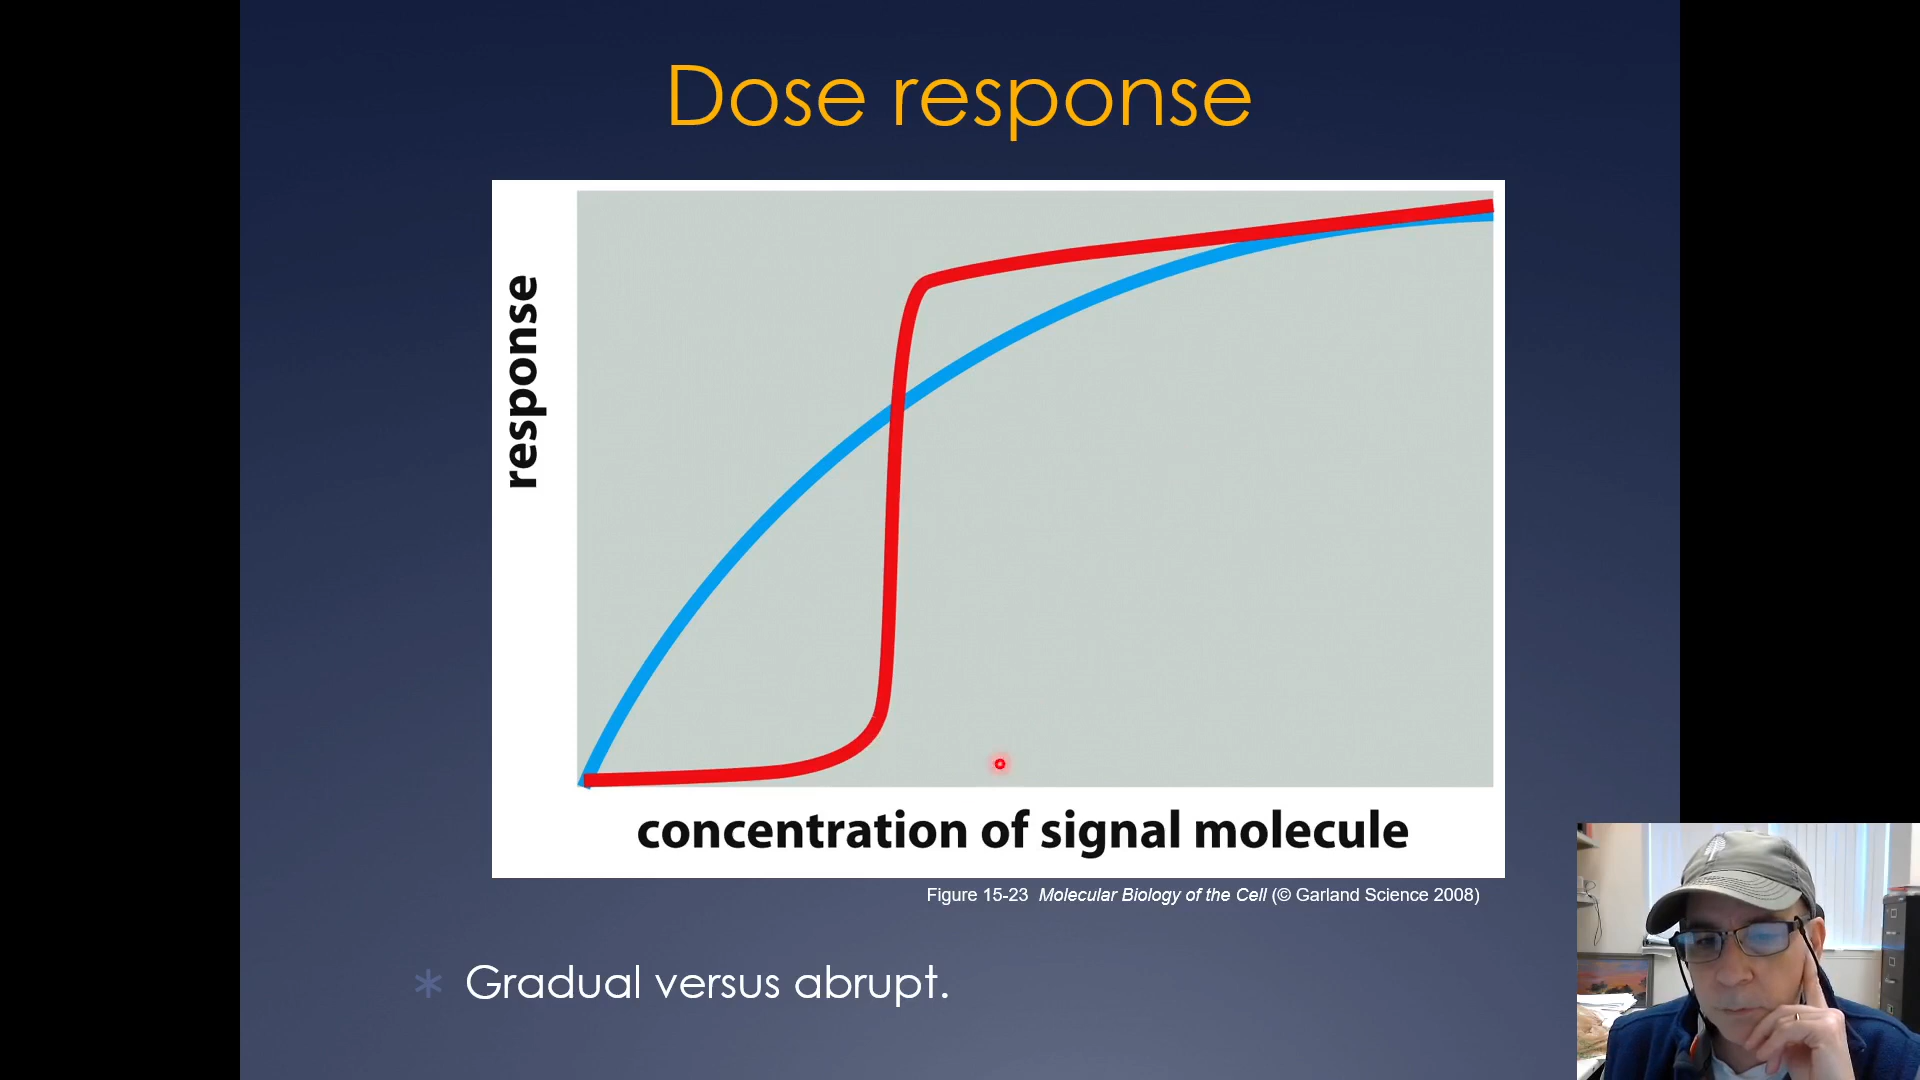 Dose response
response
concentration of signal molecule
Figure 15-23 Molecular Biology of the Cell (© Garland Science 2008)
* Gradual versus abrupt.